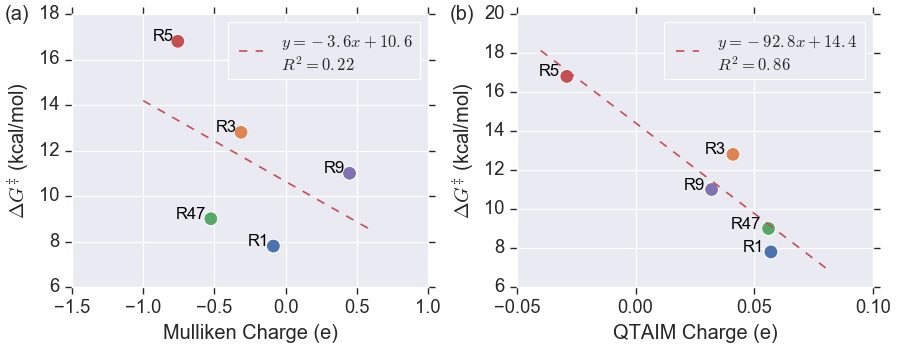 (a)
18
16
14
12
10
8
6
ΔG‡ (kcal/mol)
R5
R3
R9
R47
R1
y = −3.6x + 10.6
R² = 0.22
−1.5 −1.0 −0.5 0.0 0.5 1.0
Mulliken Charge (e)
(b)
20
18
16
14
12
10
8
6
ΔG‡ (kcal/mol)
R5
R3
R9
R47
R1
y = −92.8x + 14.4
R² = 0.86
−0.05 0.00 0.05 0.10
QTAIM Charge (e)